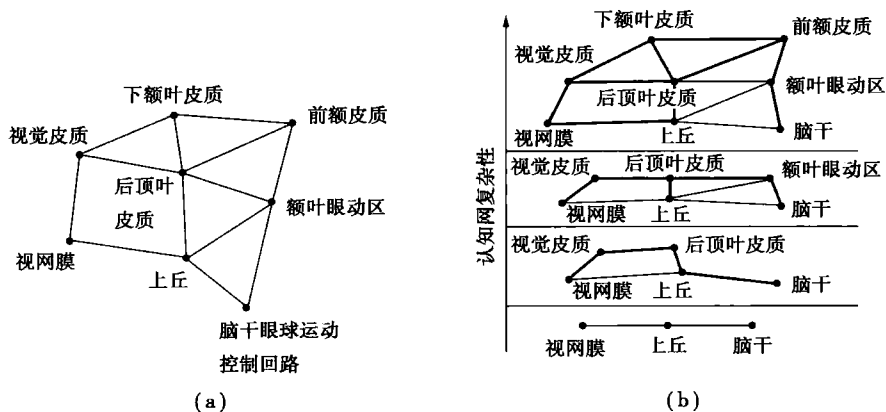 下额叶皮质
前额皮质
视觉皮质
后顶叶
皮质
额叶眼动区
视网膜
上丘
脑干眼球运动
控制回路
(a)
认知网复杂性
下额叶皮质
前额皮质
视觉皮质
后顶叶皮质
额叶眼动区
视网膜
上丘
脑干
视觉皮质
后顶叶皮质
额叶眼动区
视网膜
上丘
脑干
视觉皮质
后顶叶皮质
视网膜
上丘
脑干
视网膜
上丘
脑干
(b)